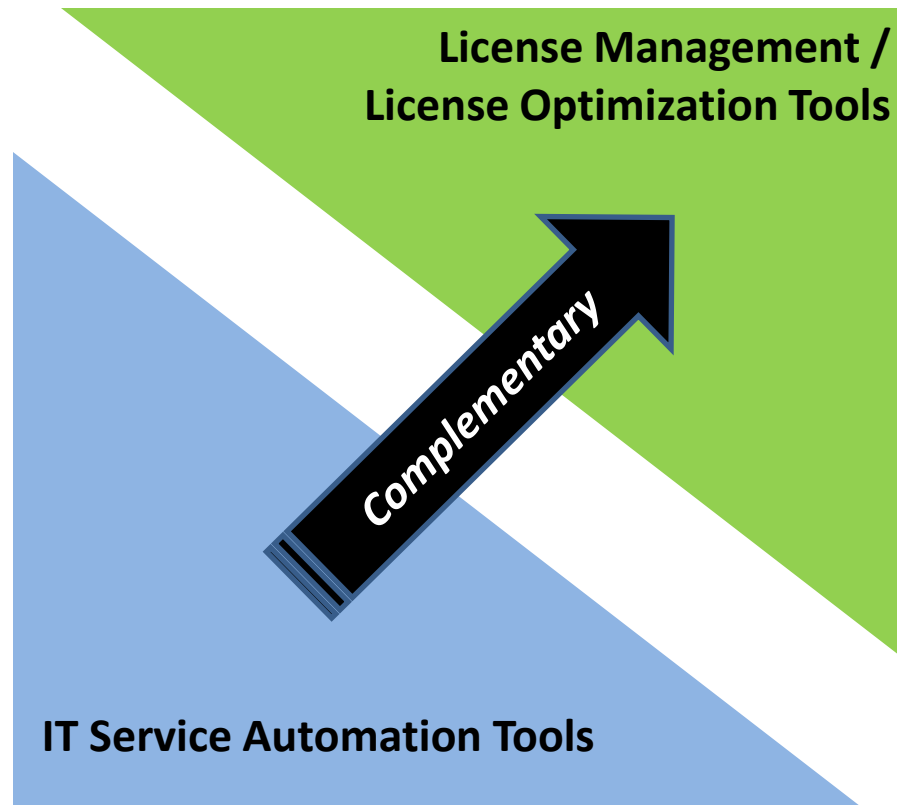 License Management /
License Optimization Tools
Complementary
IT Service Automation Tools